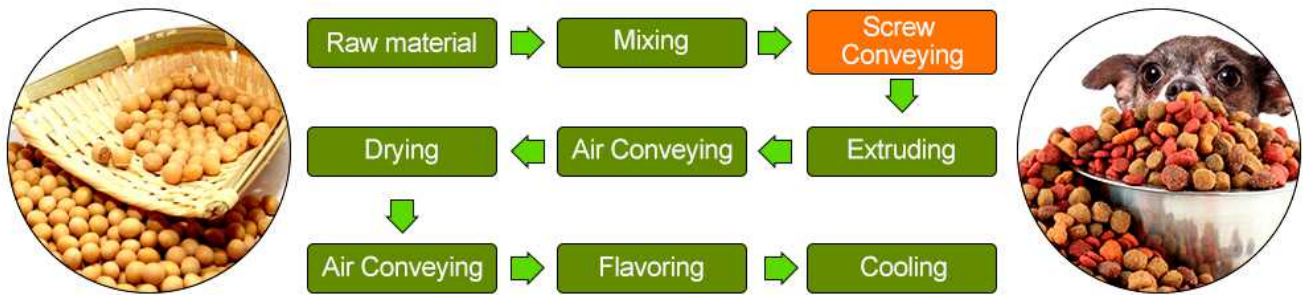 Raw material
Mixing
Screw
Conveying
Extruding
Air Conveying
Drying
Air Conveying
Flavoring
Cooling